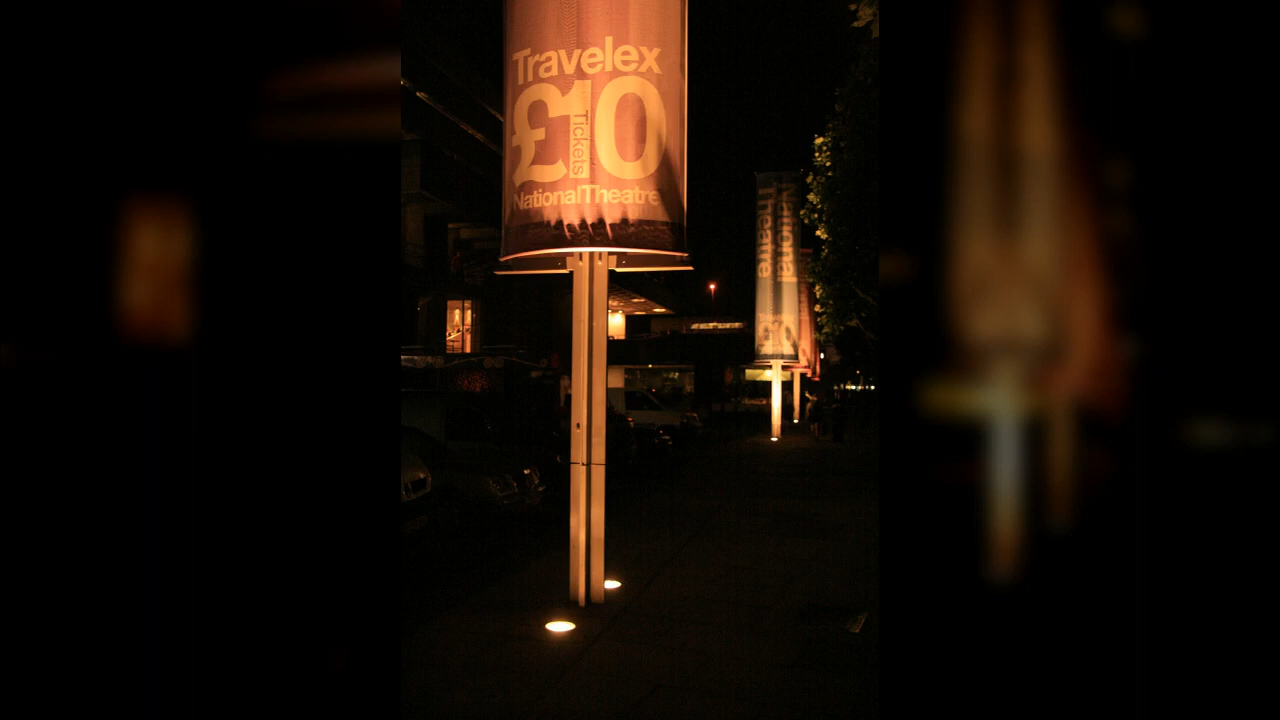 Travelex
£10
Tickets
NationalTheatre
National
Theatre